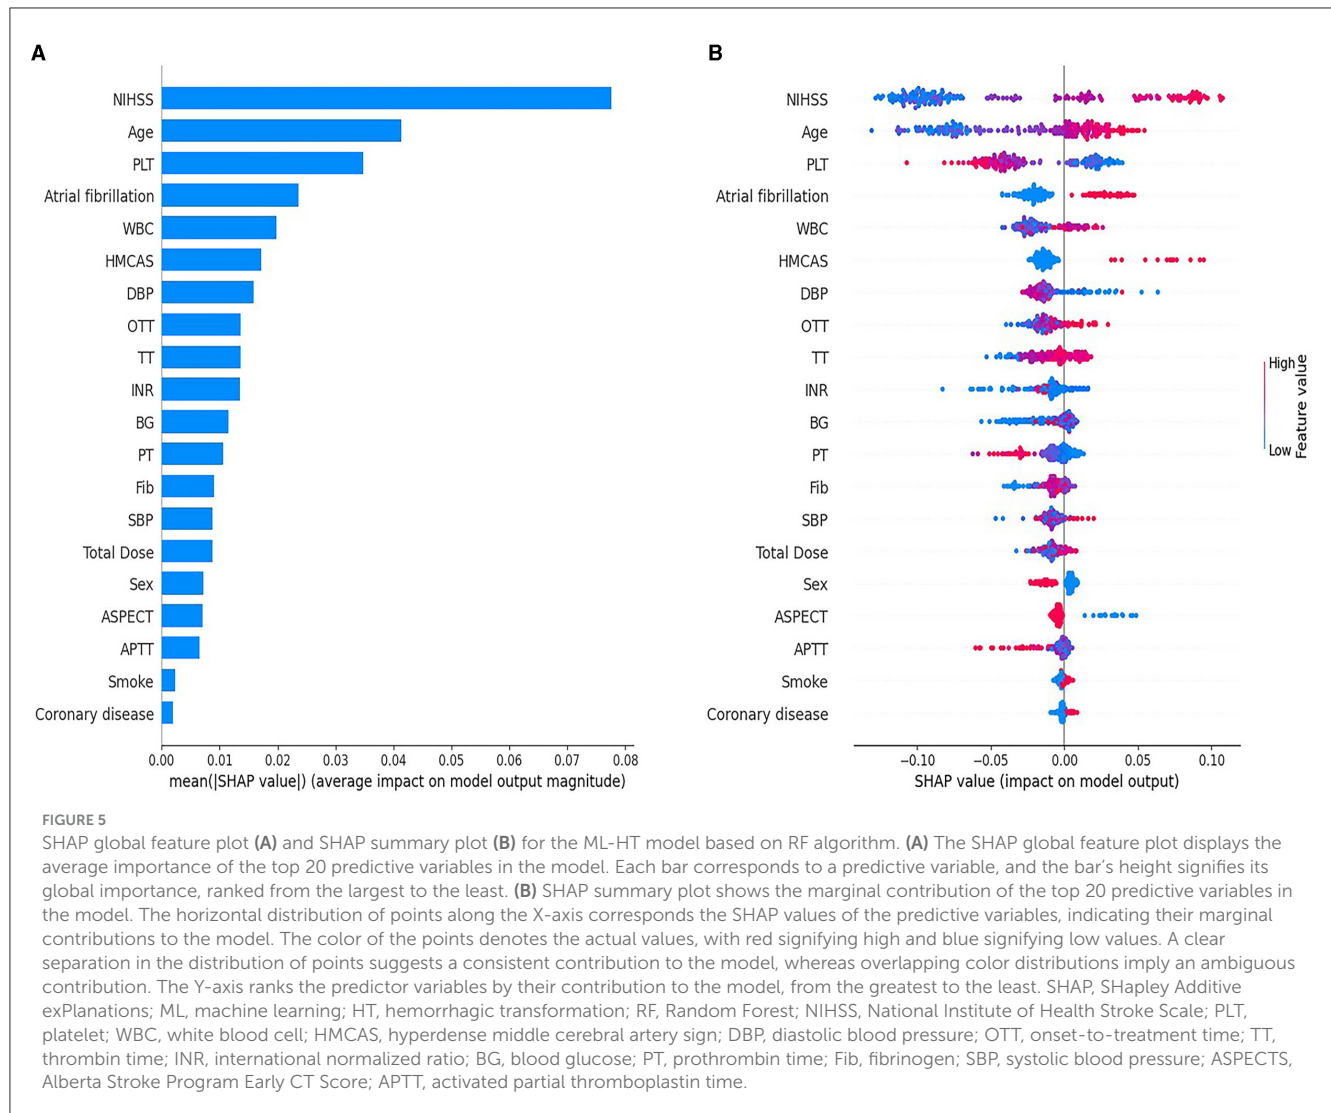 A
NIHSS
Age
PLT
Atrial fibrillation
WBC
HMCAS
DBP
OTT
TT
INR
BG
PT
Fib
SBP
Total Dose
Sex
ASPECT
APTT
Smoke
Coronary disease
0.00 0.01 0.02 0.03 0.04 0.05 0.06 0.07 0.08
mean(|SHAP value|) (average impact on model output magnitude)
B
NIHSS
Age
PLT
Atrial fibrillation
WBC
HMCAS
DBP
OTT
TT
INR
BG
PT
Fib
SBP
Total Dose
Sex
ASPECT
APTT
Smoke
Coronary disease
−0.10 −0.05 0.00 0.05 0.10
SHAP value (impact on model output)
High
Low
Feature value
FIGURE 5
SHAP global feature plot (A) and SHAP summary plot (B) for the ML-HT model based on RF algorithm. (A) The SHAP global feature plot displays the
average importance of the top 20 predictive variables in the model. Each bar corresponds to a predictive variable, and the bar's height signifies its
global importance, ranked from the largest to the least. (B) SHAP summary plot shows the marginal contribution of the top 20 predictive variables in
the model. The horizontal distribution of points along the X-axis corresponds the SHAP values of the predictive variables, indicating their marginal
contributions to the model. The color of the points denotes the actual values, with red signifying high and blue signifying low values. A clear
separation in the distribution of points suggests a consistent contribution to the model, whereas overlapping color distributions imply an ambiguous
contribution. The Y-axis ranks the predictor variables by their contribution to the model, from the greatest to the least. SHAP, SHapley Additive
exPlanations; ML, machine learning; HT, hemorrhagic transformation; RF, Random Forest; NIHSS, National Institute of Health Stroke Scale; PLT,
platelet; WBC, white blood cell; HMCAS, hyperdense middle cerebral artery sign; DBP, diastolic blood pressure; OTT, onset-to-treatment time; TT,
thrombin time; INR, international normalized ratio; BG, blood glucose; PT, prothrombin time; Fib, fibrinogen; SBP, systolic blood pressure; ASPECTS,
Alberta Stroke Program Early CT Score; APTT, activated partial thromboplastin time.